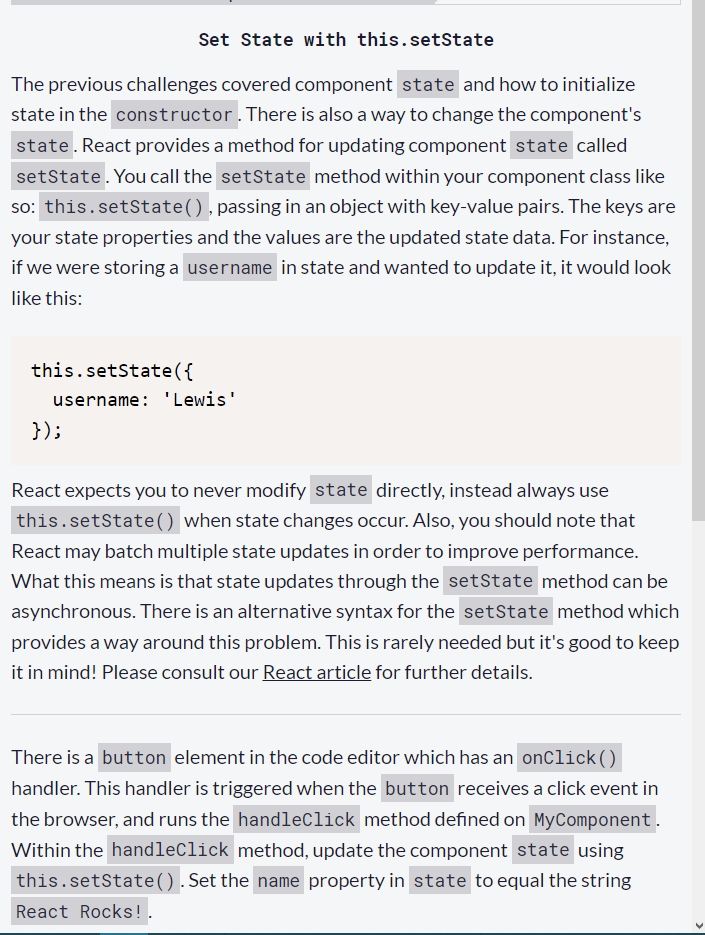 Set State with this.setState
The previous challenges covered component state and how to initialize
state in the constructor. There is also a way to change the component's
state. React provides a method for updating component state called
setState. You call the setState method within your component class like
so: this.setState(), passing in an object with key-value pairs. The keys are
your state properties and the values are the updated state data. For instance,
if we were storing a username in state and wanted to update it, it would look
like this:
this.setState({
  username: 'Lewis'
});
React expects you to never modify state directly, instead always use
this.setState() when state changes occur. Also, you should note that
React may batch multiple state updates in order to improve performance.
What this means is that state updates through the setState method can be
asynchronous. There is an alternative syntax for the setState method which
provides a way around this problem. This is rarely needed but it's good to keep
it in mind! Please consult our React article for further details.
There is a button element in the code editor which has an onClick()
handler. This handler is triggered when the button receives a click event in
the browser, and runs the handleClick method defined on MyComponent.
Within the handleClick method, update the component state using
this.setState(). Set the name property in state to equal the string
React Rocks!.